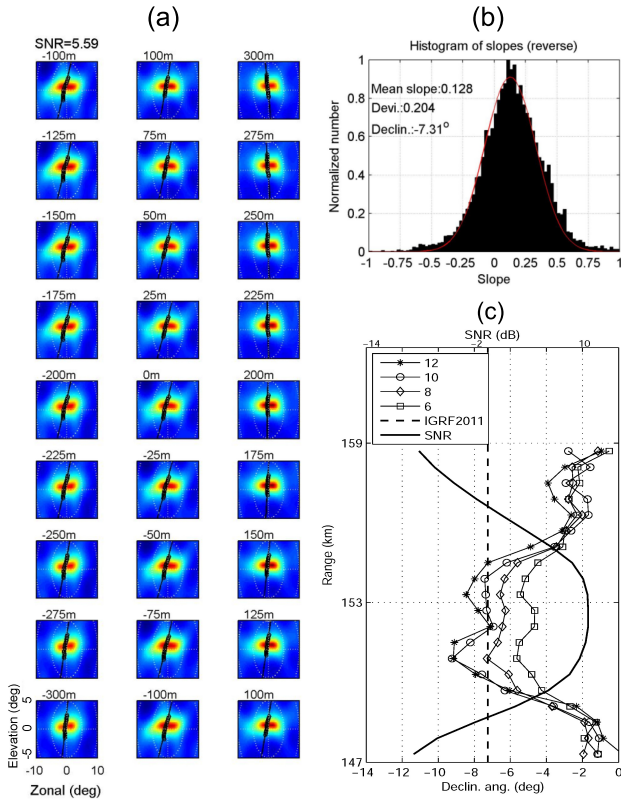 (a)
SNR=5.59
-100m 100m 300m
-125m 75m 275m
-150m 50m 250m
-175m 25m 225m
-200m 0m 200m
-225m -25m 175m
-250m -50m 150m
-275m -75m 125m
-300m -100m 100m
Elevation (deg)
5
0
-5
-10 0 10
Zonal (deg)
(b)
Histogram of slopes (reverse)
Mean slope:0.128
Devi.:0.204
Declin.:-7.31°
Normalized number
1
0.8
0.6
0.4
0.2
0
-1 -0.75 -0.5 -0.25 0 0.25 0.5 0.75 1
Slope
(c)
SNR (dB)
-14 -2 10
12
10
8
6
IGRF2011
SNR
Range (km)
159
153
147
-14 -12 -10 -8 -6 -4 -2 0
Declin. ang. (deg)